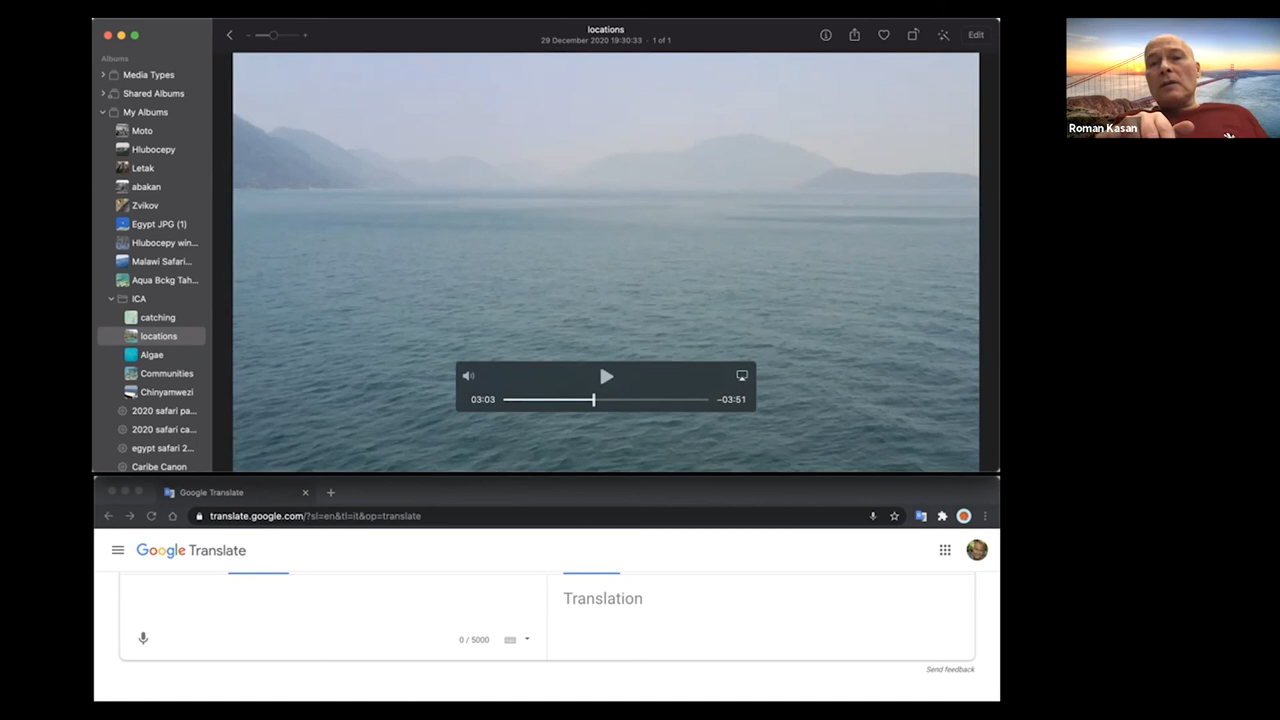 locations
29 December 2020 19:30:33 · 1 of 1
Edit
Albums
Media Types
Shared Albums
My Albums
Moto
Hlubocepy
Letak
abakan
Zvikov
Egypt JPG (1)
Hlubocepy win...
Malawi Safari...
Aqua Bckg Tah...
ICA
catching
locations
Algae
Communities
Chinyamwezi
2020 safari pa...
2020 safari ca...
egypt safari 2...
Caribe Canon
03:03
−03:51
Roman Kasan
Google Translate
translate.google.com/?sl=en&tl=it&op=translate
Google Translate
Translation
0 / 5000
Send feedback